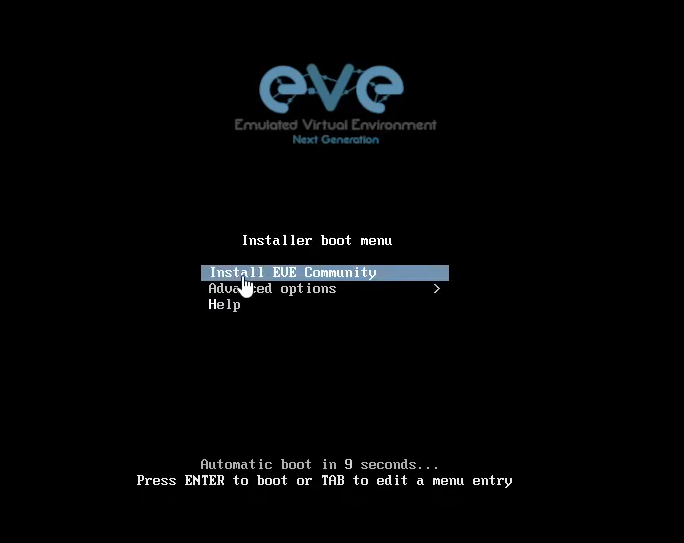 eve
Emulated Virtual Environment
Next Generation
Installer boot menu
Install EVE Community
Advanced options >
Help
Automatic boot in 9 seconds...
Press ENTER to boot or TAB to edit a menu entry